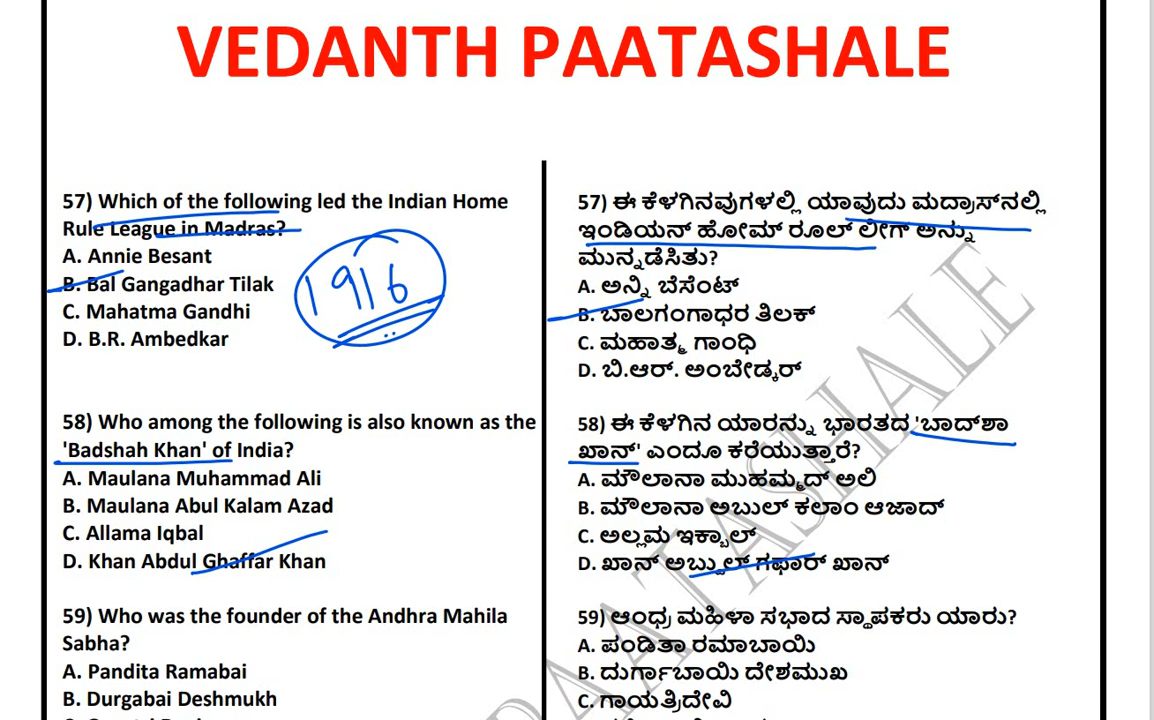 VEDANTH PAATASHALE
57) Which of the following led the Indian Home
Rule League in Madras?
A. Annie Besant
B. Bal Gangadhar Tilak
C. Mahatma Gandhi
D. B.R. Ambedkar
1916
58) Who among the following is also known as the
'Badshah Khan' of India?
A. Maulana Muhammad Ali
B. Maulana Abul Kalam Azad
C. Allama Iqbal
D. Khan Abdul Ghaffar Khan
59) Who was the founder of the Andhra Mahila
Sabha?
A. Pandita Ramabai
B. Durgabai Deshmukh
57) ಈ ಕೆಳಗಿನವುಗಳಲ್ಲಿ ಯಾವುದು ಮದ್ರಾಸ್‌ನಲ್ಲಿ
ಇಂಡಿಯನ್ ಹೋಮ್ ರೂಲ್ ಲೀಗ್ ಅನ್ನು
ಮುನ್ನಡೆಸಿತು?
A. ಅನ್ನಿ ಬೆಸೆಂಟ್
B. ಬಾಲಗಂಗಾಧರ ತಿಲಕ್
C. ಮಹಾತ್ಮ ಗಾಂಧಿ
D. ಬಿ.ಆರ್. ಅಂಬೇಡ್ಕರ್
58) ಈ ಕೆಳಗಿನ ಯಾರನ್ನು ಭಾರತದ 'ಬಾದ್‌ಶಾ
ಖಾನ್' ಎಂದೂ ಕರೆಯುತ್ತಾರೆ?
A. ಮೌಲಾನಾ ಮುಹಮ್ಮದ್ ಅಲಿ
B. ಮೌಲಾನಾ ಅಬುಲ್ ಕಲಾಂ ಆಜಾದ್
C. ಅಲ್ಲಮ ಇಕ್ಬಾಲ್
D. ಖಾನ್ ಅಬ್ದುಲ್ ಗಫಾರ್ ಖಾನ್
59) ಆಂಧ್ರ ಮಹಿಳಾ ಸಭಾದ ಸ್ಥಾಪಕರು ಯಾರು?
A. ಪಂಡಿತಾ ರಮಾಬಾಯಿ
B. ದುರ್ಗಾಬಾಯಿ ದೇಶಮುಖ
C. ಗಾಯತ್ರಿದೇವಿ
PAATASHALE